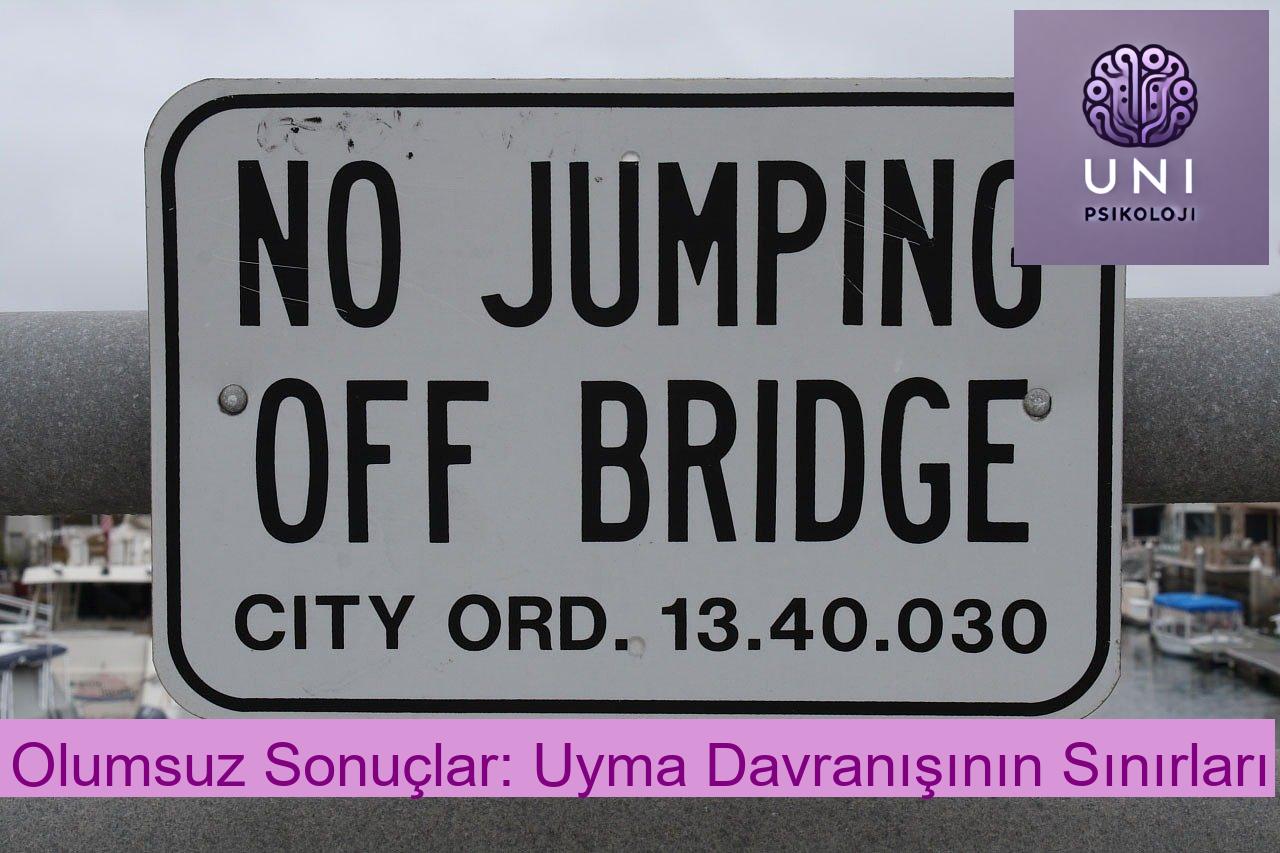 UNI
PSIKOLOJI
NO JUMPING
OFF BRIDGE
CITY ORD. 13.40.030
Olumsuz Sonuçlar: Uyma Davranışının Sınırları